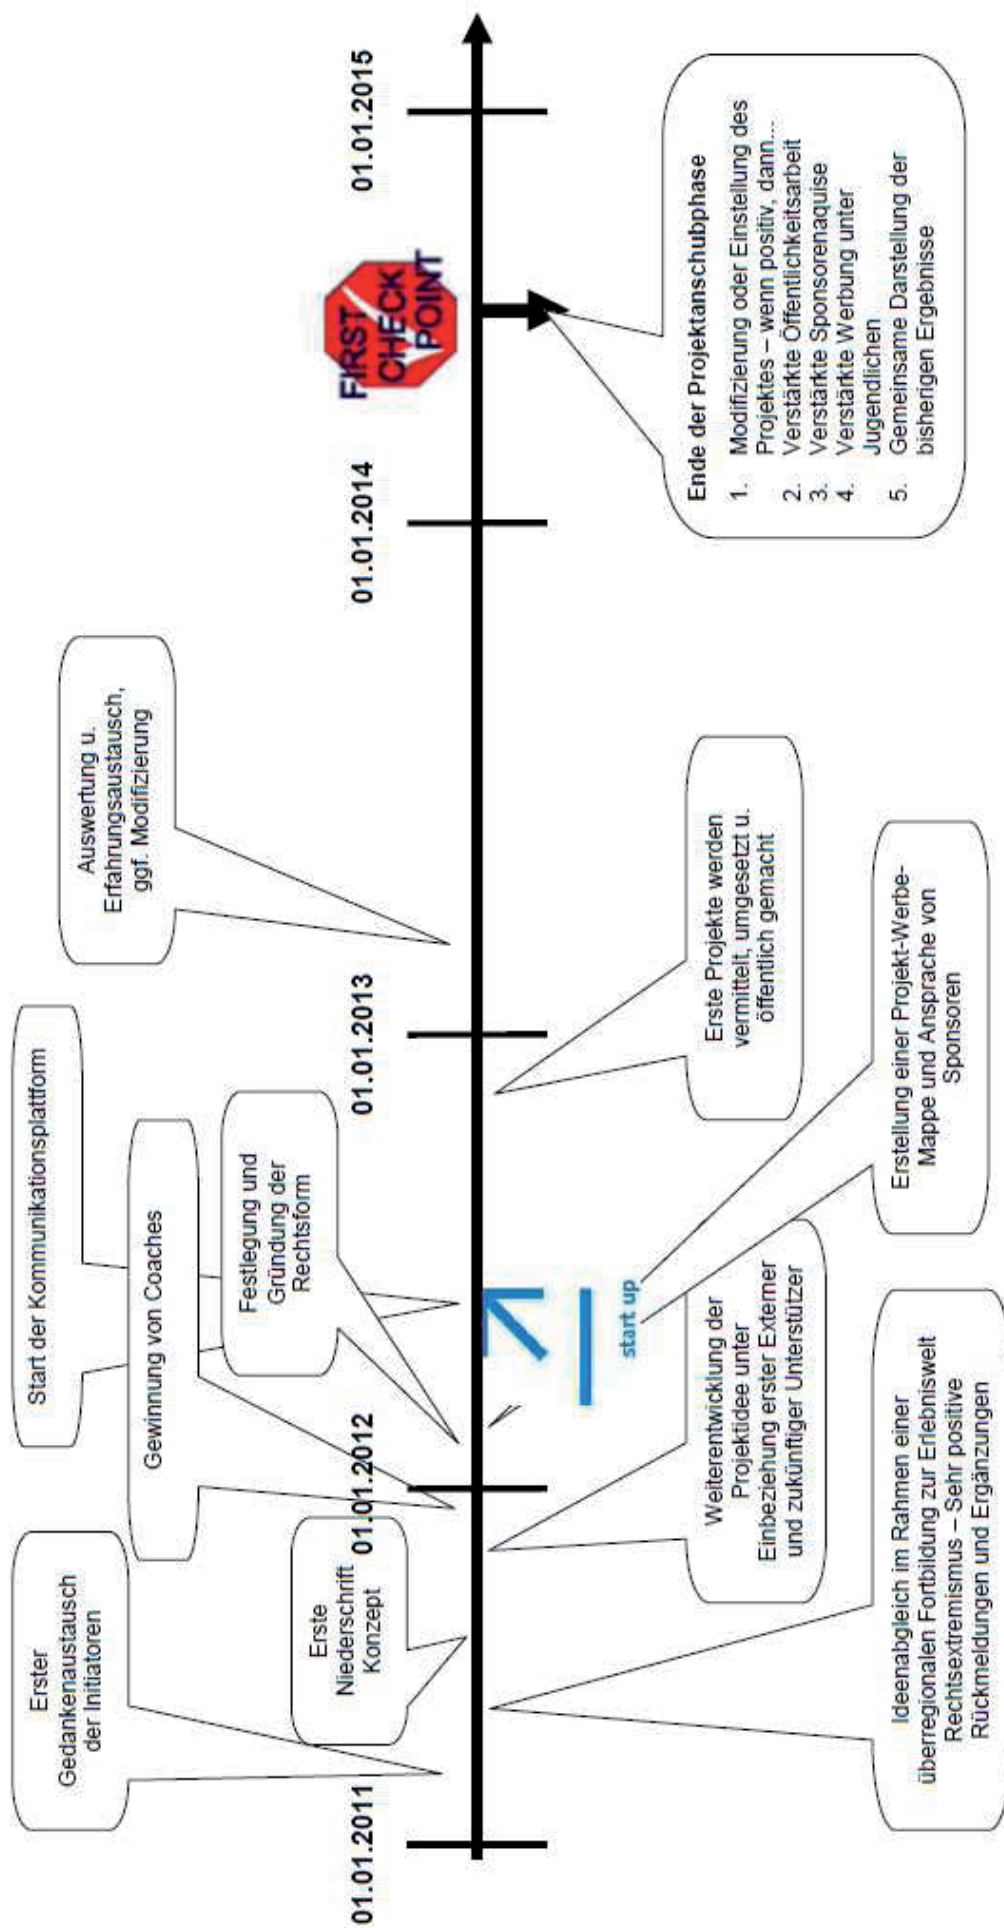 Erster
Gedankenaustausch
der Initiatoren
Start der Kommunikationsplattform
Gewinnung von Coaches
Erste
Niederschrift
Konzept
Festlegung und
Gründung der
Rechtsform
Auswertung u.
Erfahrungsaustausch,
ggf. Modifizierung
01.01.2011
01.01.2012
01.01.2013
01.01.2014
FIRST
CHECK
POINT
01.01.2015
start up
Weiterentwicklung der
Projektidee unter
Einbeziehung erster Externer
und zukünftiger Unterstützer
Erste Projekte werden
vermittelt, umgesetzt u.
öffentlich gemacht
Ideenabgleich im Rahmen einer
überregionalen Fortbildung zur Erlebniswelt
Rechtsextremismus – Sehr positive
Rückmeldungen und Ergänzungen
Erstellung einer Projekt-Werbe-
Mappe und Ansprache von
Sponsoren
Ende der Projektanschubphase
1. Modifizierung oder Einstellung des
Projektes – wenn positiv, dann...
2. Verstärkte Öffentlichkeitsarbeit
3. Verstärkte Sponsorenaquise
4. Verstärkte Werbung unter
Jugendlichen
5. Gemeinsame Darstellung der
bisherigen Ergebnisse